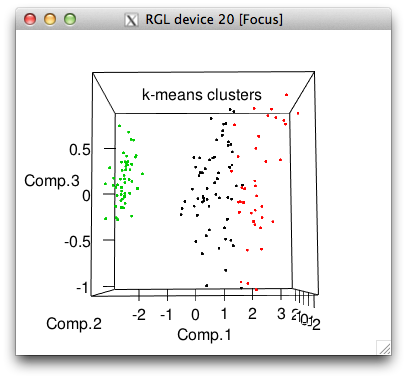 RGL device 20 [Focus]
k-means clusters
0.5
Comp.3
0
-0.5
-1
-2 -1 0 1 2 3
Comp.2
Comp.1